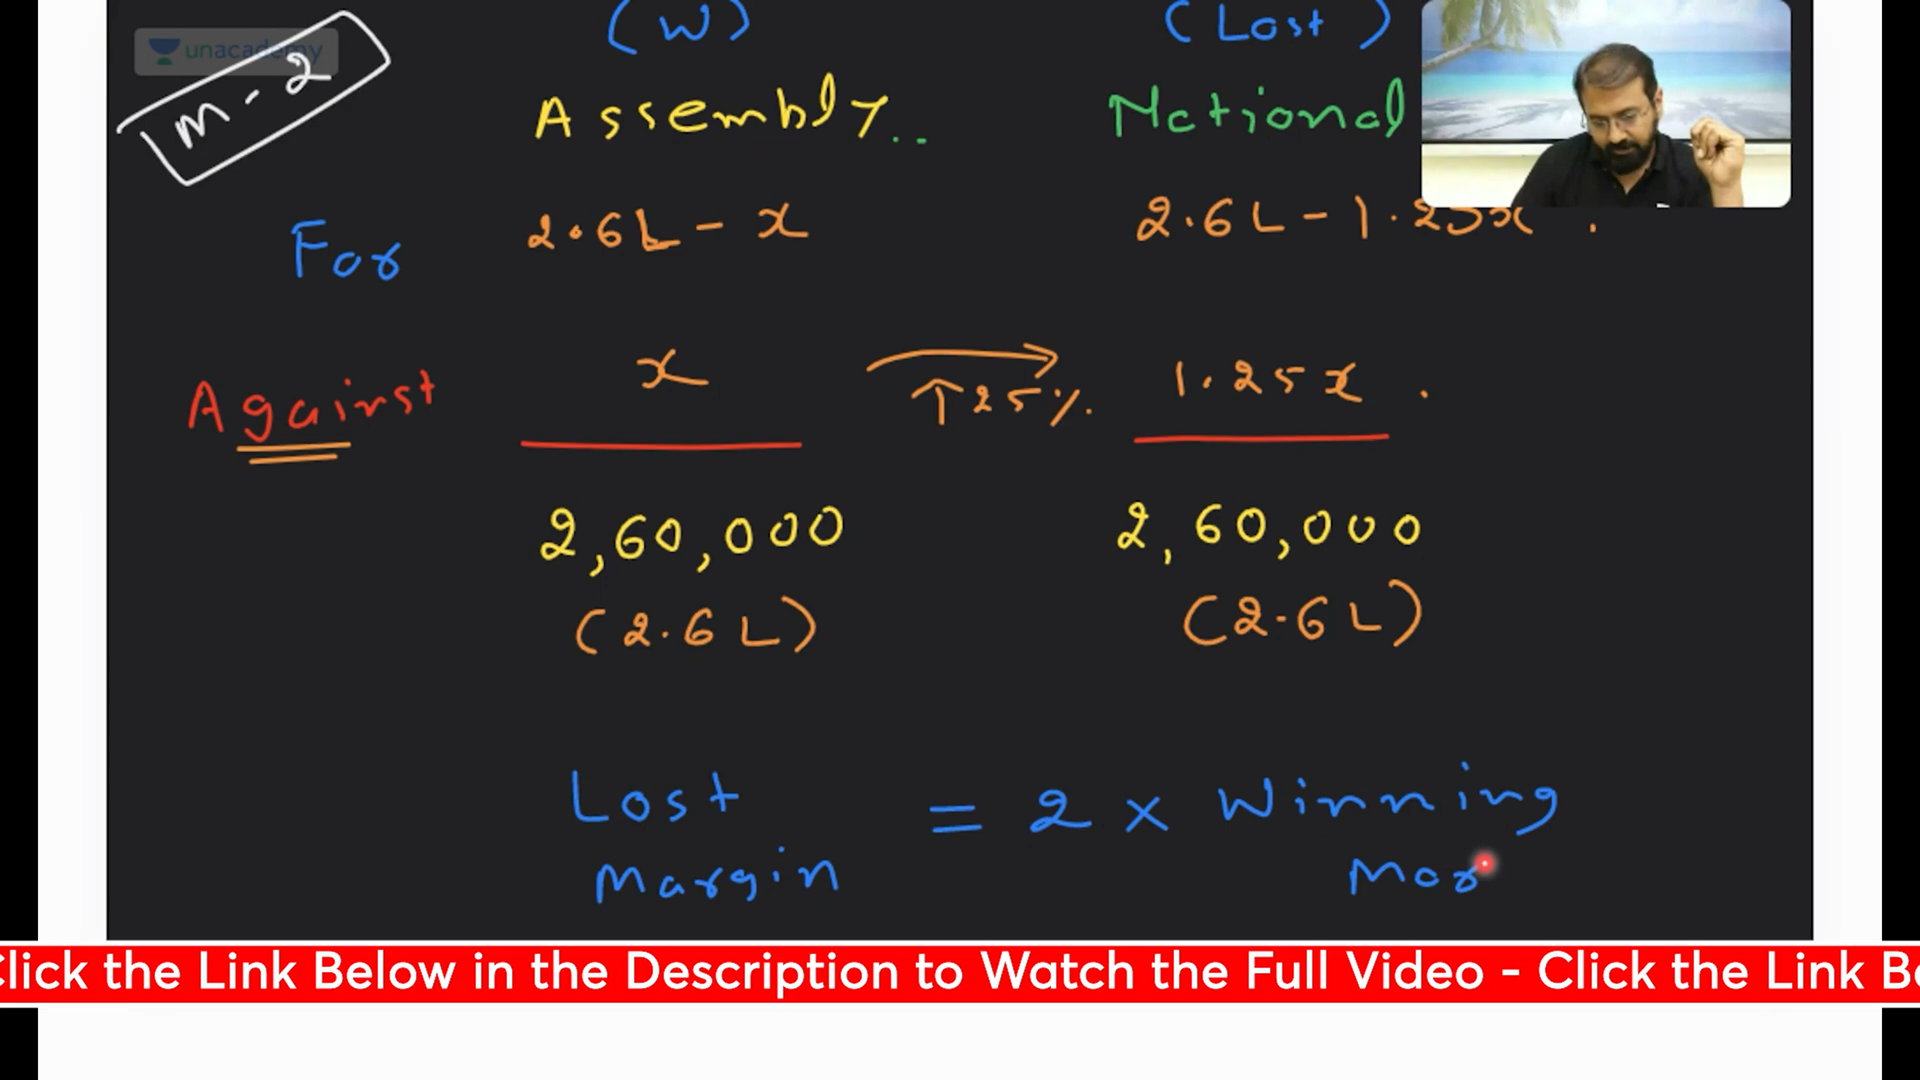 unacademy
M-2
(W) (Lost)
Assembly.. National
For 2.6L - x 2.6L - 1.25x .
Against x ↑25%. 1.25x .
2,60,000 2,60,000
(2.6L) (2.6L)
Lost = 2 x Winning
Margin Mar
Click the Link Below in the Description to Watch the Full Video - Click the Link Be